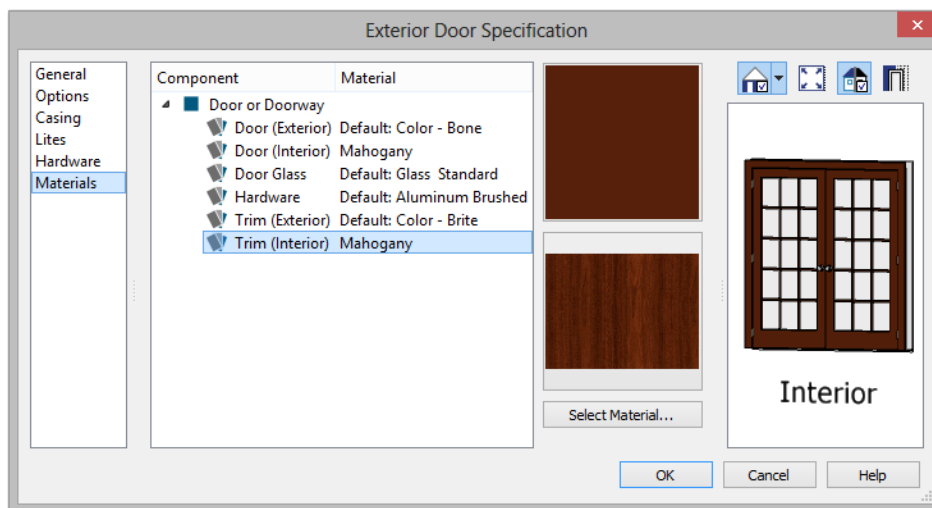 Exterior Door Specification
General
Options
Casing
Lites
Hardware
Materials
Component Material
Door or Doorway
Door (Exterior) Default: Color - Bone
Door (Interior) Mahogany
Door Glass Default: Glass Standard
Hardware Default: Aluminum Brushed
Trim (Exterior) Default: Color - Brite
Trim (Interior) Mahogany
Select Material...
Interior
OK Cancel Help